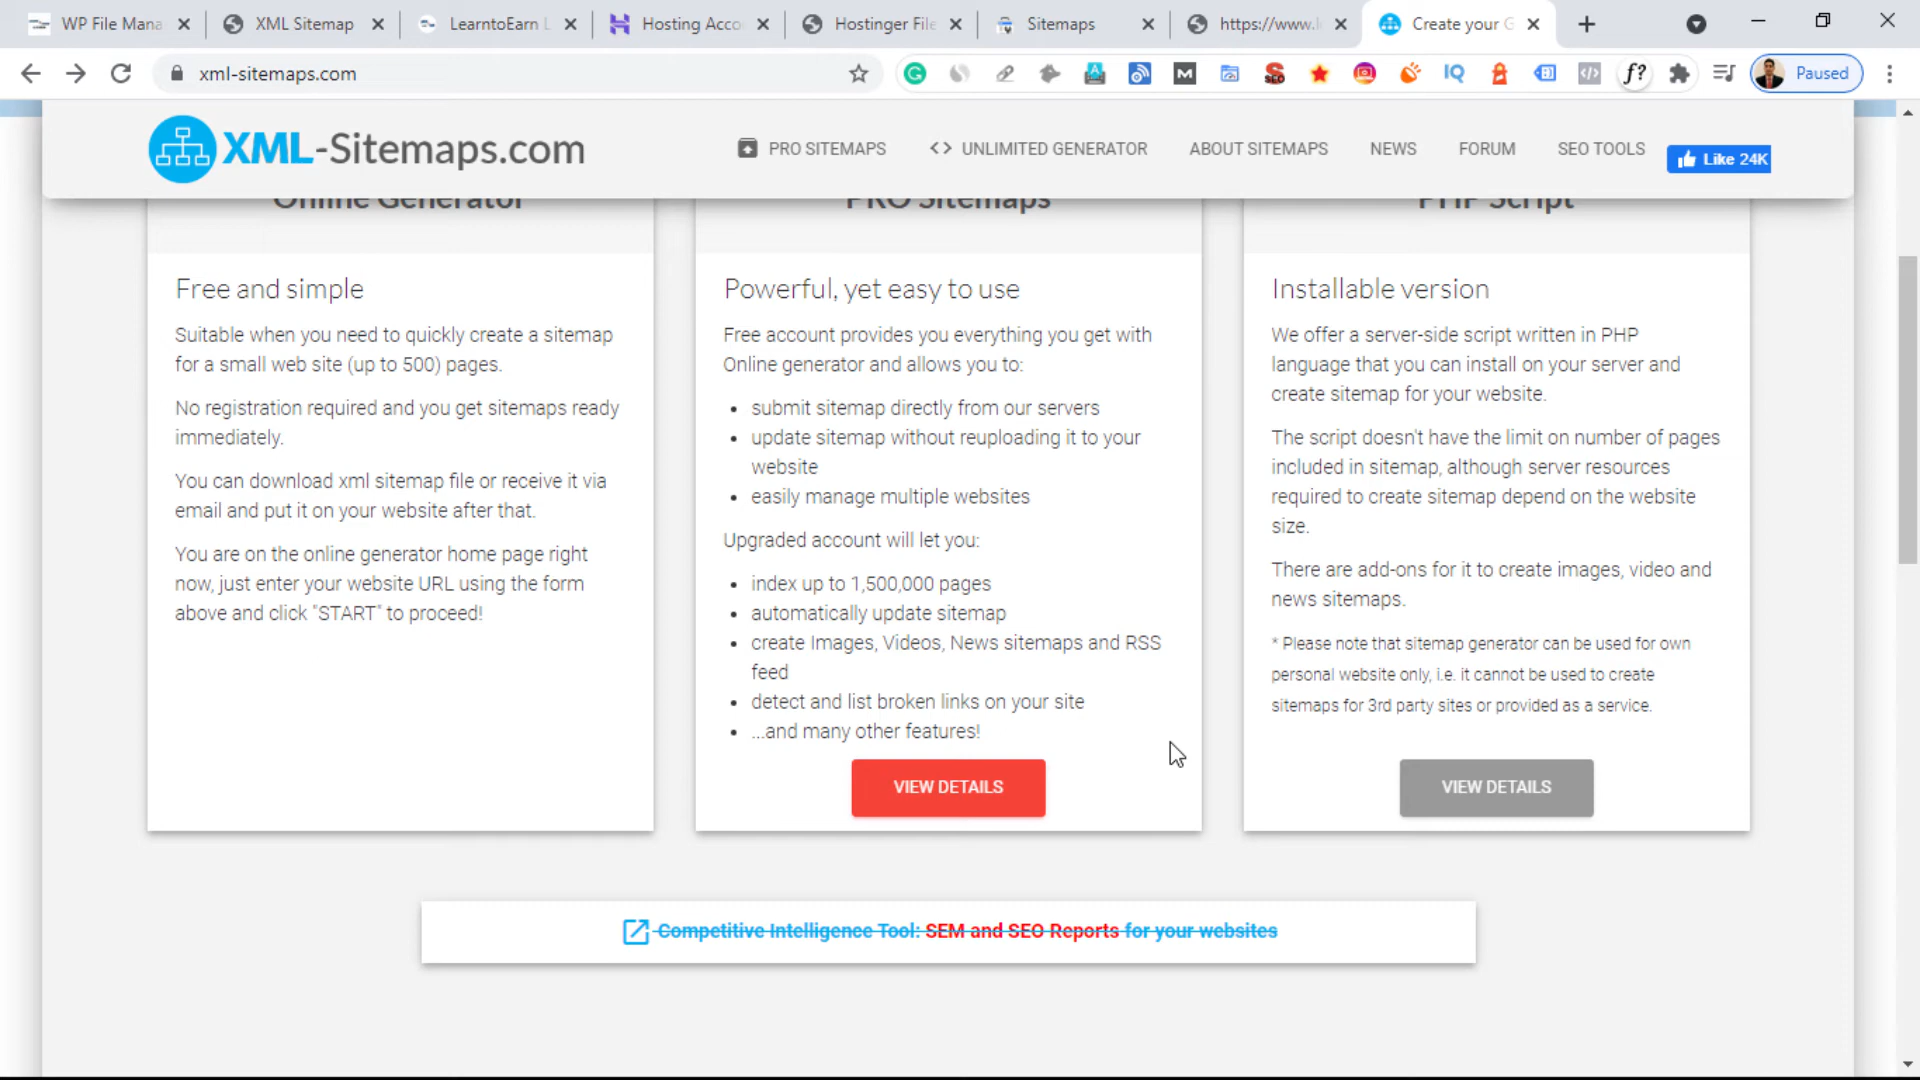 WP File Mana
XML Sitemap
LearntoEarn L
Hosting Acco
Hostinger File
Sitemaps
https://www.l
Create your G
xml-sitemaps.com
Paused
XML-Sitemaps.com
PRO SITEMAPS
<> UNLIMITED GENERATOR
ABOUT SITEMAPS
NEWS
FORUM
SEO TOOLS
Like 24K
Online Generator
Free and simple
Suitable when you need to quickly create a sitemap
for a small web site (up to 500) pages.
No registration required and you get sitemaps ready
immediately.
You can download xml sitemap file or receive it via
email and put it on your website after that.
You are on the online generator home page right
now, just enter your website URL using the form
above and click "START" to proceed!
PRO Sitemaps
Powerful, yet easy to use
Free account provides you everything you get with
Online generator and allows you to:
• submit sitemap directly from our servers
• update sitemap without reuploading it to your
website
• easily manage multiple websites
Upgraded account will let you:
• index up to 1,500,000 pages
• automatically update sitemap
• create Images, Videos, News sitemaps and RSS
feed
• detect and list broken links on your site
• ...and many other features!
VIEW DETAILS
PHP Script
Installable version
We offer a server-side script written in PHP
language that you can install on your server and
create sitemap for your website.
The script doesn't have the limit on number of pages
included in sitemap, although server resources
required to create sitemap depend on the website
size.
There are add-ons for it to create images, video and
news sitemaps.
* Please note that sitemap generator can be used for own
personal website only, i.e. it cannot be used to create
sitemaps for 3rd party sites or provided as a service.
VIEW DETAILS
Competitive Intelligence Tool: SEM and SEO Reports for your websites